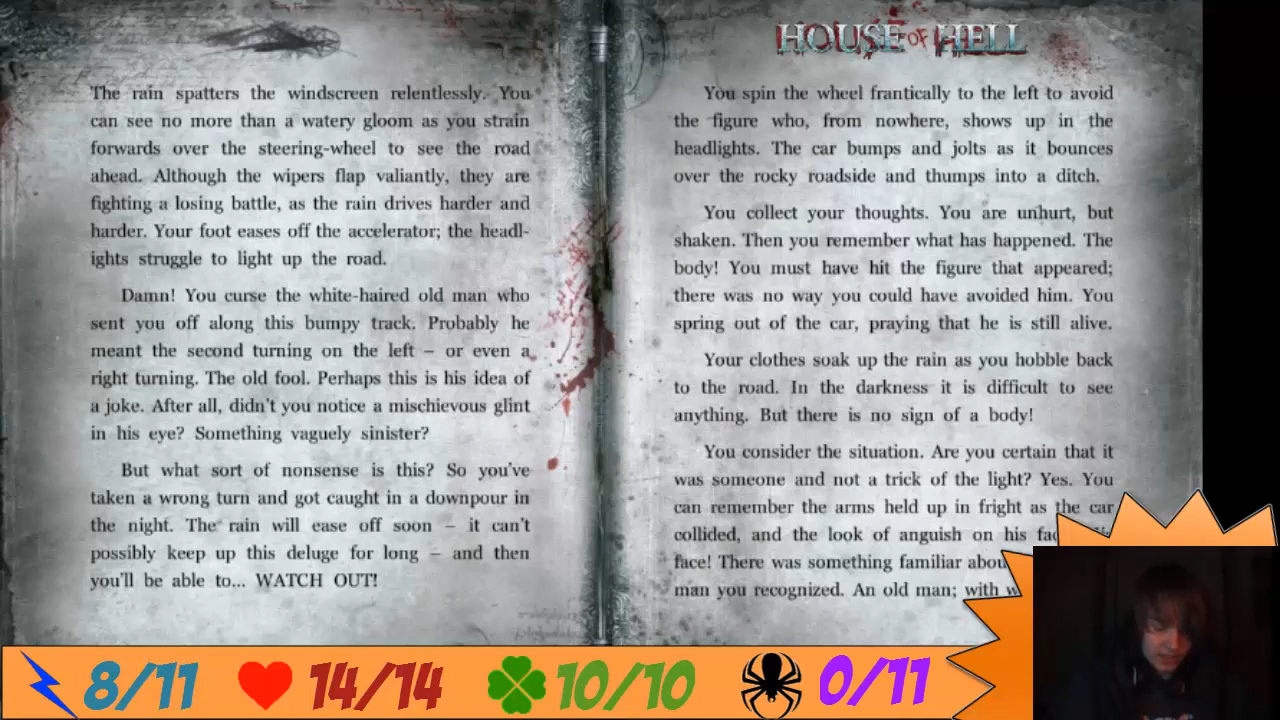 The rain spatters the windscreen relentlessly. You
can see no more than a watery gloom as you strain
forwards over the steering-wheel to see the road
ahead. Although the wipers flap valiantly, they are
fighting a losing battle, as the rain drives harder and
harder. Your foot eases off the accelerator; the headl-
ights struggle to light up the road.
Damn! You curse the white-haired old man who
sent you off along this bumpy track. Probably he
meant the second turning on the left – or even a
right turning. The old fool. Perhaps this is his idea of
a joke. After all, didn't you notice a mischievous glint
in his eye? Something vaguely sinister?
But what sort of nonsense is this? So you've
taken a wrong turn and got caught in a downpour in
the night. The rain will ease off soon – it can't
possibly keep up this deluge for long – and then
you'll be able to... WATCH OUT!
HOUSE OF HELL
You spin the wheel frantically to the left to avoid
the figure who, from nowhere, shows up in the
headlights. The car bumps and jolts as it bounces
over the rocky roadside and thumps into a ditch.
You collect your thoughts. You are unhurt, but
shaken. Then you remember what has happened. The
body! You must have hit the figure that appeared;
there was no way you could have avoided him. You
spring out of the car, praying that he is still alive.
Your clothes soak up the rain as you hobble back
to the road. In the darkness it is difficult to see
anything. But there is no sign of a body!
You consider the situation. Are you certain that it
was someone and not a trick of the light? Yes. You
can remember the arms held up in fright as the car
collided, and the look of anguish on his
face! There was something familiar
man you recognized. An old man; with
8/11 14/14 10/10 0/11